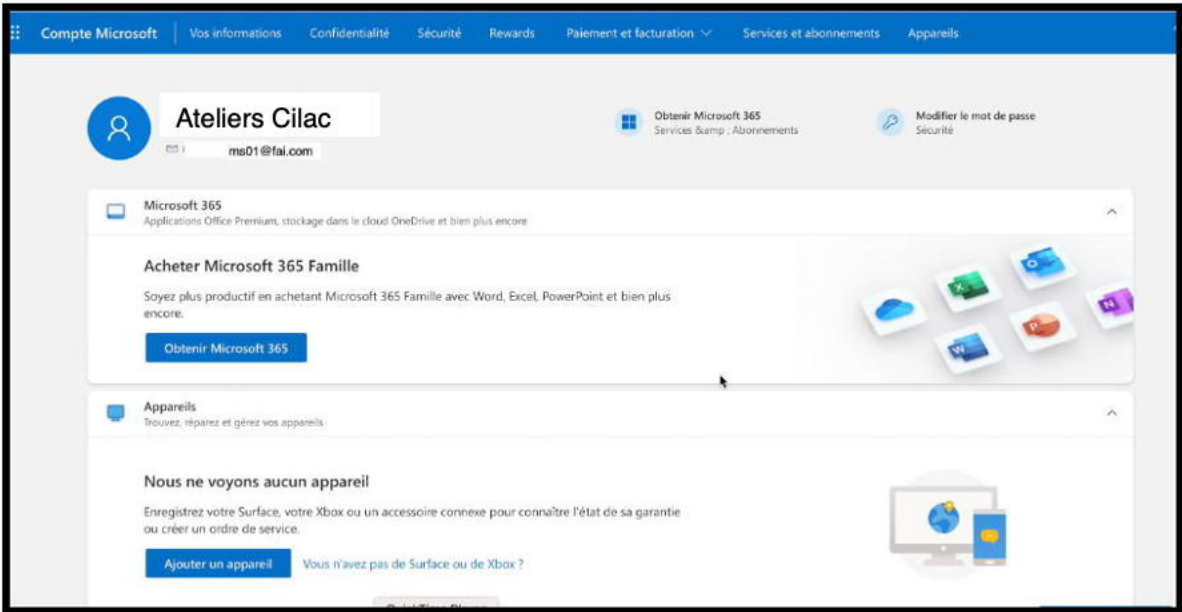 Compte Microsoft Vos informations Confidentialité Sécurité Rewards Paiement et facturation Services et abonnements Appareils
Ateliers Cilac
ms01@fai.com
Obtenir Microsoft 365
Services &amp ; Abonnements
Modifier le mot de passe
Sécurité
Microsoft 365
Applications Office Premium, stockage dans le cloud OneDrive et bien plus encore
Acheter Microsoft 365 Famille
Soyez plus productif en achetant Microsoft 365 Famille avec Word, Excel, PowerPoint et bien plus
encore.
Obtenir Microsoft 365
Appareils
Trouvez, réparez et gérez vos appareils
Nous ne voyons aucun appareil
Enregistrez votre Surface, votre Xbox ou un accessoire connexe pour connaître l'état de sa garantie
ou créer un ordre de service.
Ajouter un appareil Vous n'avez pas de Surface ou de Xbox ?